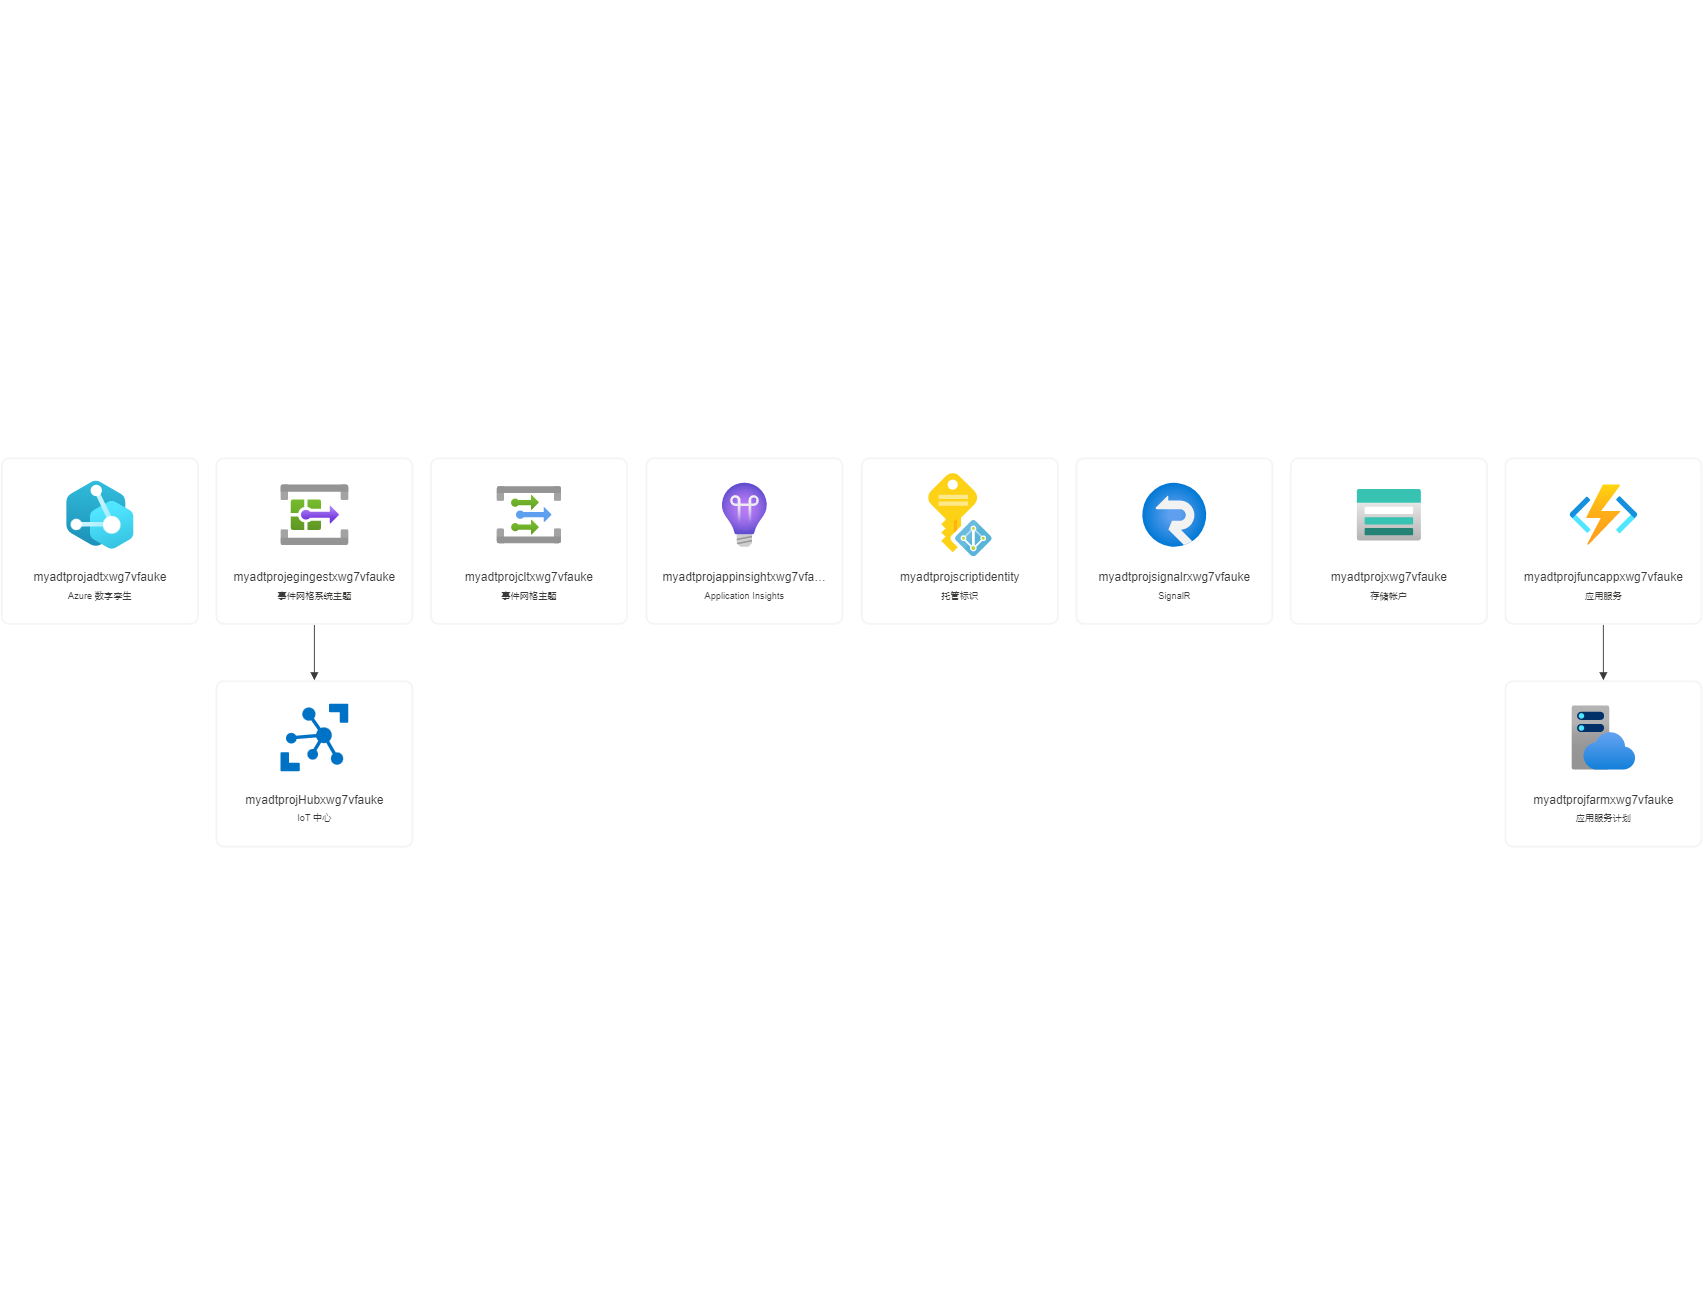 myadtprojadtxwg7vfauke
Azure 数字孪生
myadtprojegingestxwg7vfauke
事件网格系统主题
myadtprojcltxwg7vfauke
事件网格主题
myadtprojappinsightxwg7vfa...
Application Insights
myadtprojscriptidentity
托管标识
myadtprojsignalrxwg7vfauke
SignalR
myadtprojxwg7vfauke
存储帐户
myadtprojfuncappxwg7vfauke
应用服务
myadtprojHubxwg7vfauke
IoT 中心
myadtprojfarmxwg7vfauke
应用服务计划